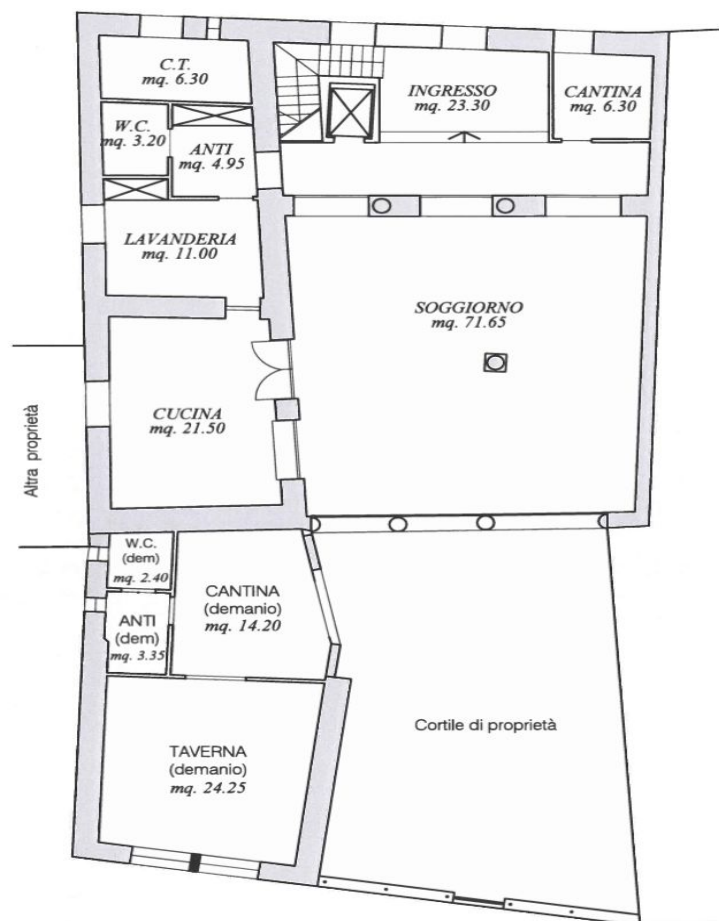 C.T.
mq. 6.30
INGRESSO
mq. 23.30
CANTINA
mq. 6.30
W.C.
mq. 3.20
ANTI
mq. 4.95
LAVANDERIA
mq. 11.00
SOGGIORNO
mq. 71.65
CUCINA
mq. 21.50
Altra proprietà
W.C.
(dem)
mq. 2.40
CANTINA
(demanio)
mq. 14.20
ANTI
(dem)
mq. 3.35
Cortile di proprietà
TAVERNA
(demanio)
mq. 24.25